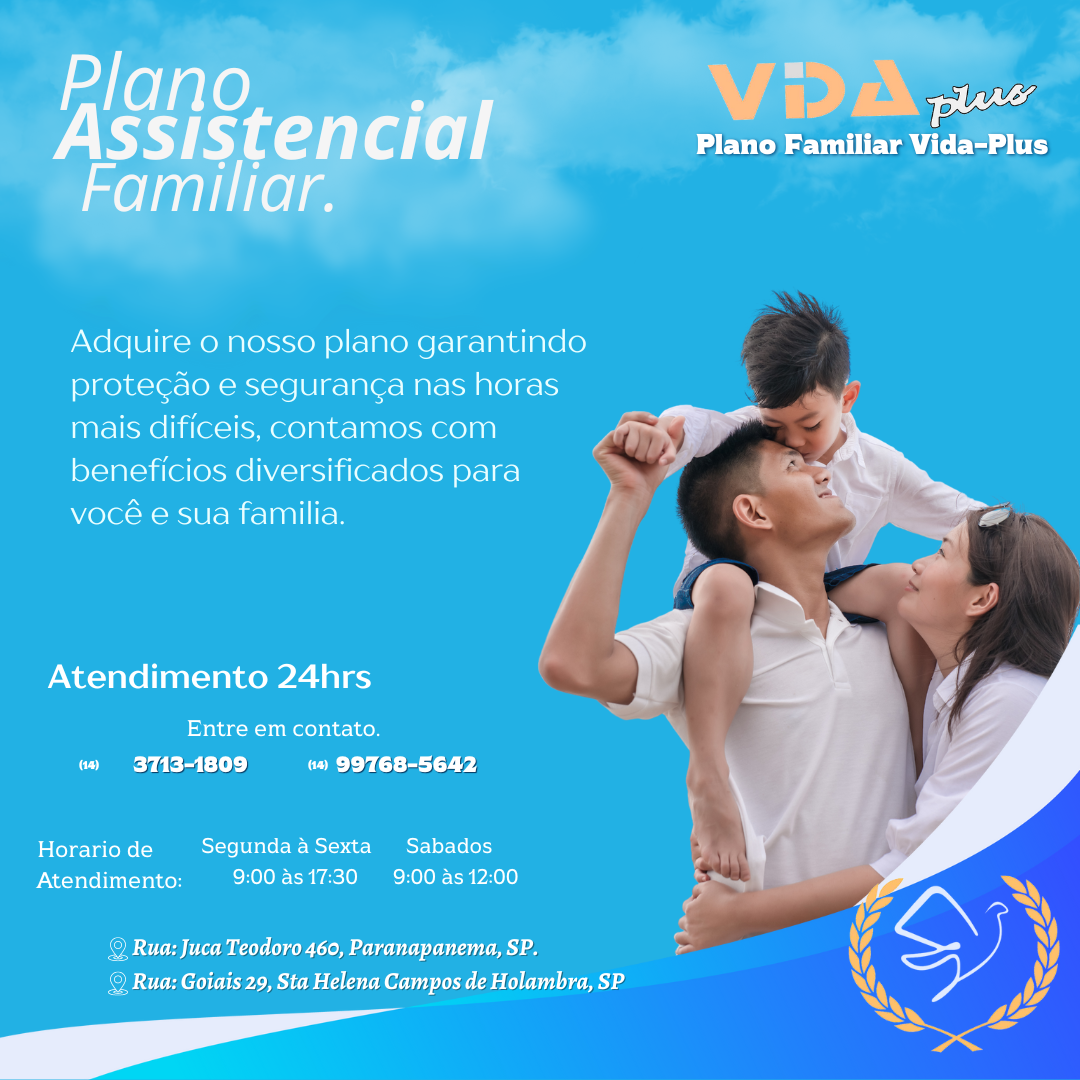 Plano
Assistencial
Familiar.
VIDA plus
Plano Familiar Vida-Plus
Adquire o nosso plano garantindo
proteção e segurança nas horas
mais difíceis, contamos com
benefícios diversificados para
você e sua familia.
Atendimento 24hrs
Entre em contato.
(14) 3713-1809 (14) 99768-5642
Horario de
Atendimento:
Segunda à Sexta
9:00 às 17:30
Sabados
9:00 às 12:00
Rua: Juca Teodoro 460, Paranapanema, SP.
Rua: Goiais 29, Sta Helena Campos de Holambra, SP